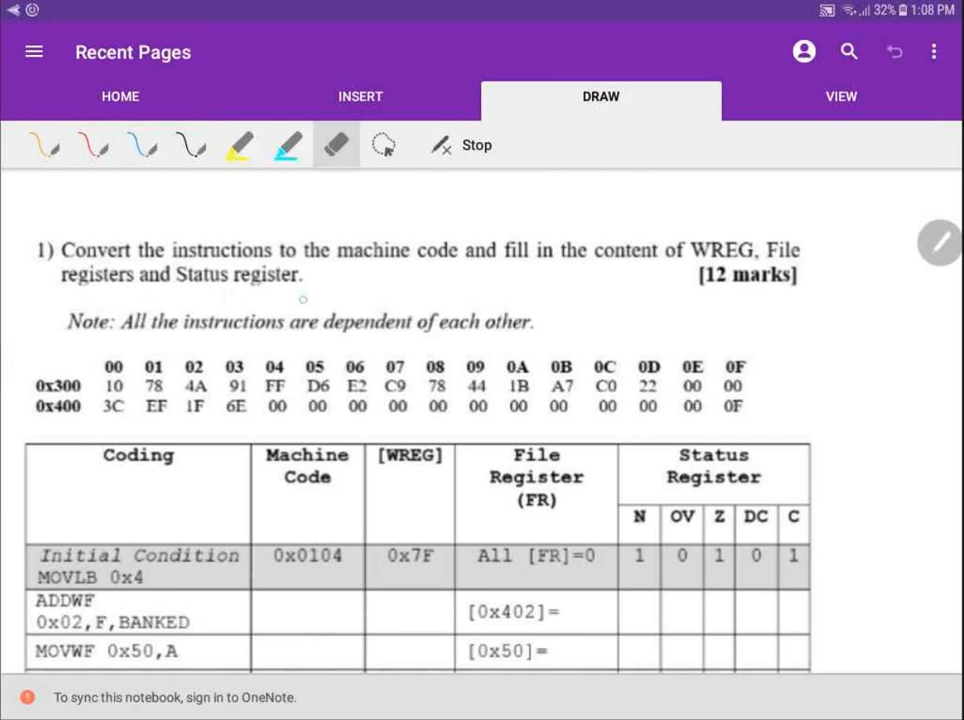 32% 1:08 PM
Recent Pages
HOME INSERT DRAW VIEW
Stop
1) Convert the instructions to the machine code and fill in the content of WREG, File
registers and Status register. [12 marks]
Note: All the instructions are dependent of each other.
00 01 02 03 04 05 06 07 08 09 0A 0B 0C 0D 0E 0F
0x300 10 78 4A 91 FF D6 E2 C9 78 44 1B A7 C0 22 00 00
0x400 3C EF 1F 6E 00 00 00 00 00 00 00 00 00 00 00 0F
Coding Machine [WREG] File Status
Code Register Register
(FR)
N OV Z DC C
Initial Condition 0x0104 0x7F All [FR]=0 1 0 1 0 1
MOVLB 0x4
ADDWF
0x02,F,BANKED [0x402]=
MOVWF 0x50,A [0x50]=
To sync this notebook, sign in to OneNote.